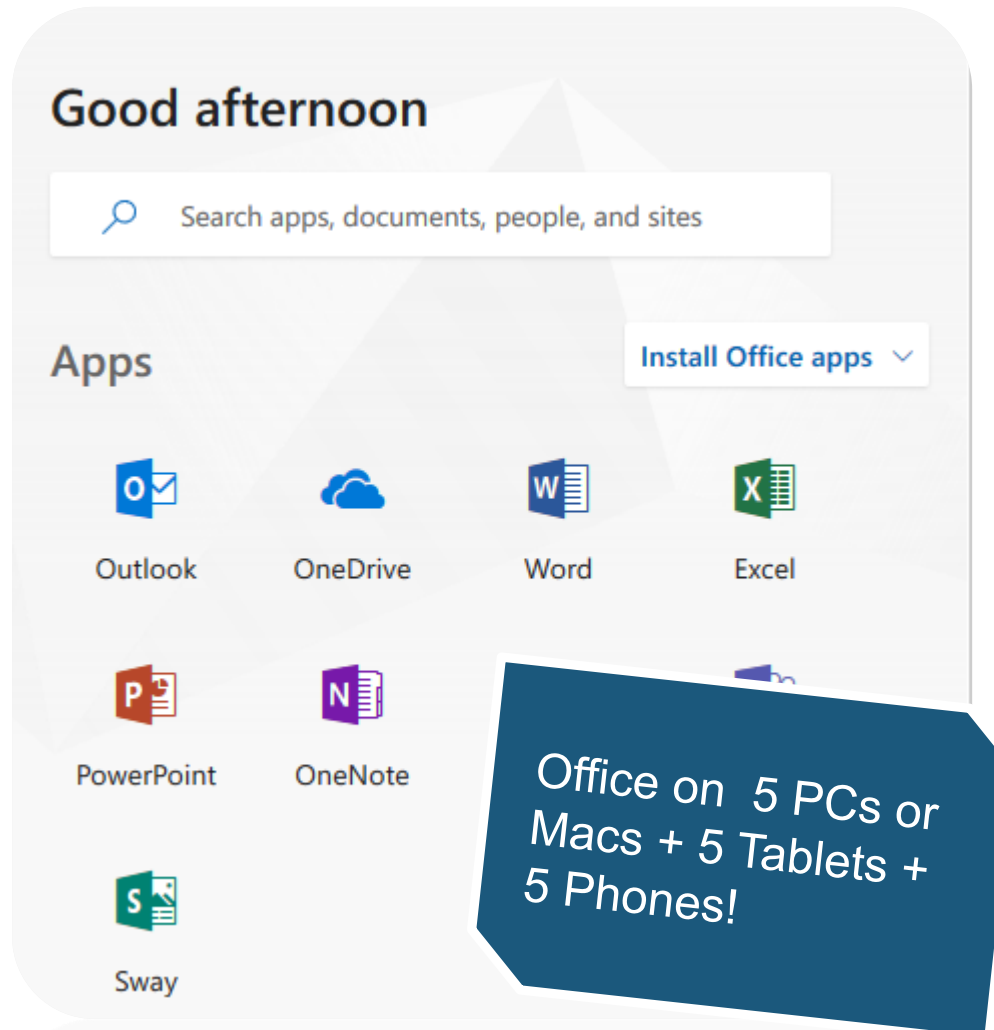 Good afternoon
Search apps, documents, people, and sites
Apps
Install Office apps
Outlook
OneDrive
Word
Excel
PowerPoint
OneNote
Sway
Office on 5 PCs or
Macs + 5 Tablets +
5 Phones!